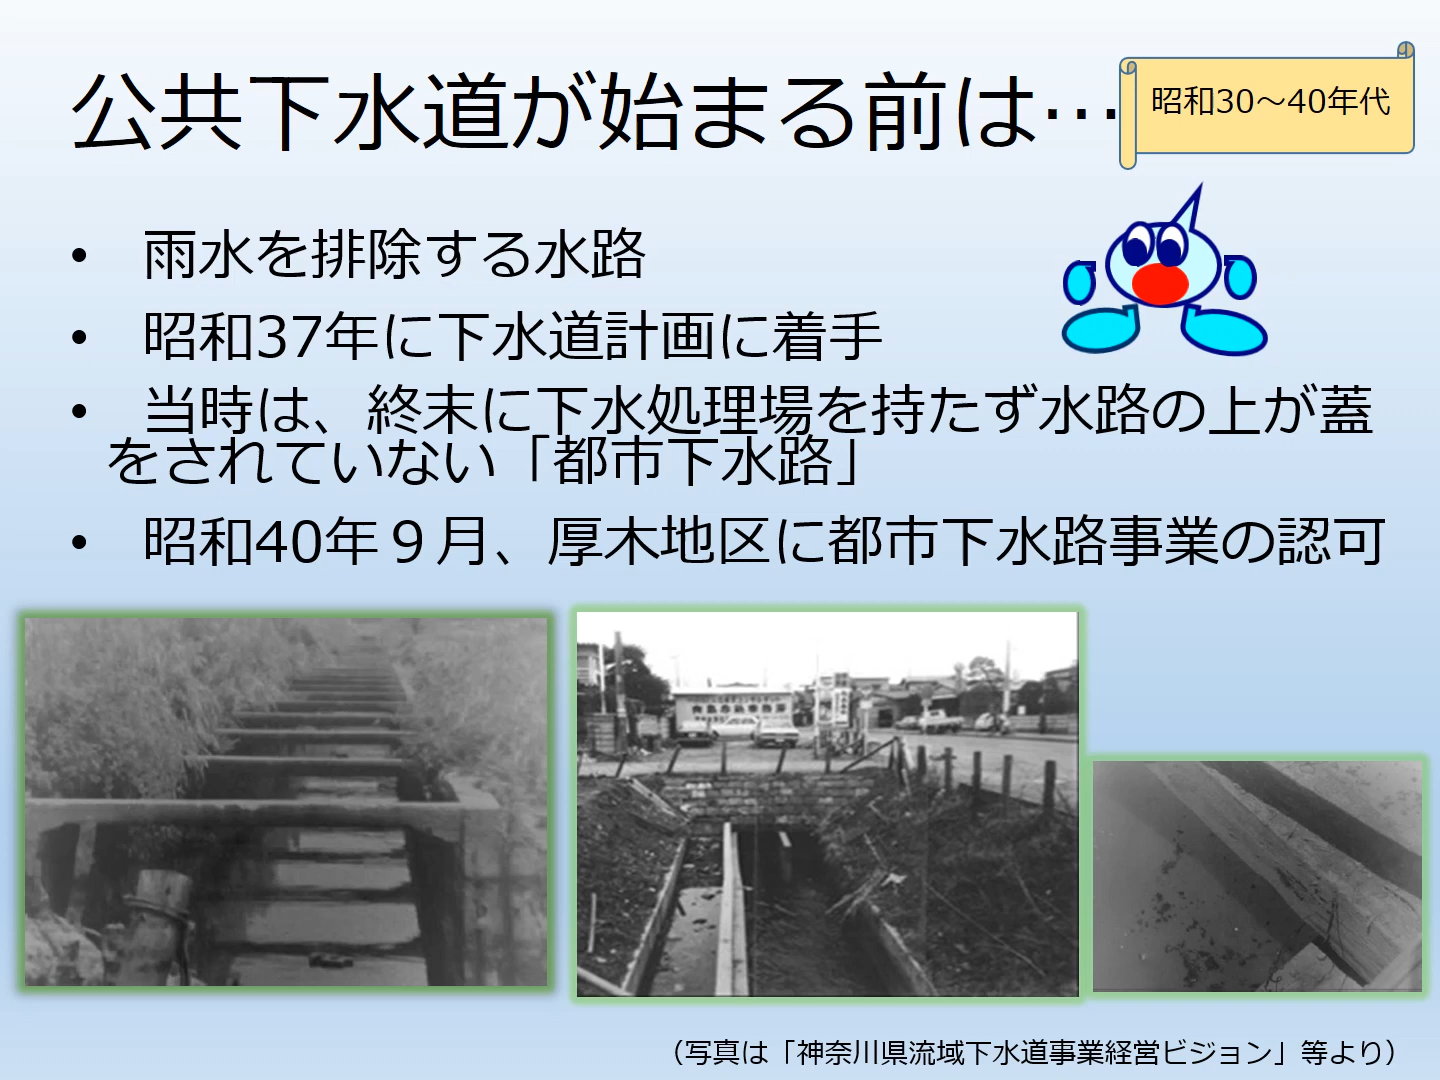 公共下水道が始まる前は…
昭和30～40年代
• 雨水を排除する水路
• 昭和37年に下水道計画に着手
• 当時は、終末に下水処理場を持たず水路の上が蓋
をされていない「都市下水路」
• 昭和40年９月、厚木地区に都市下水路事業の認可
（写真は「神奈川県流域下水道事業経営ビジョン」等より）